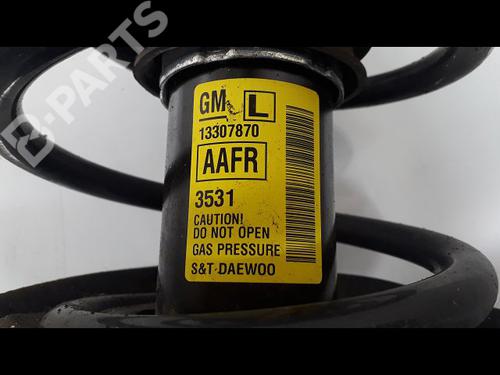 B-PARTS
GM L
13307870
AAFR
3531
CAUTION!
DO NOT OPEN
GAS PRESSURE
S&T-DAEWOO